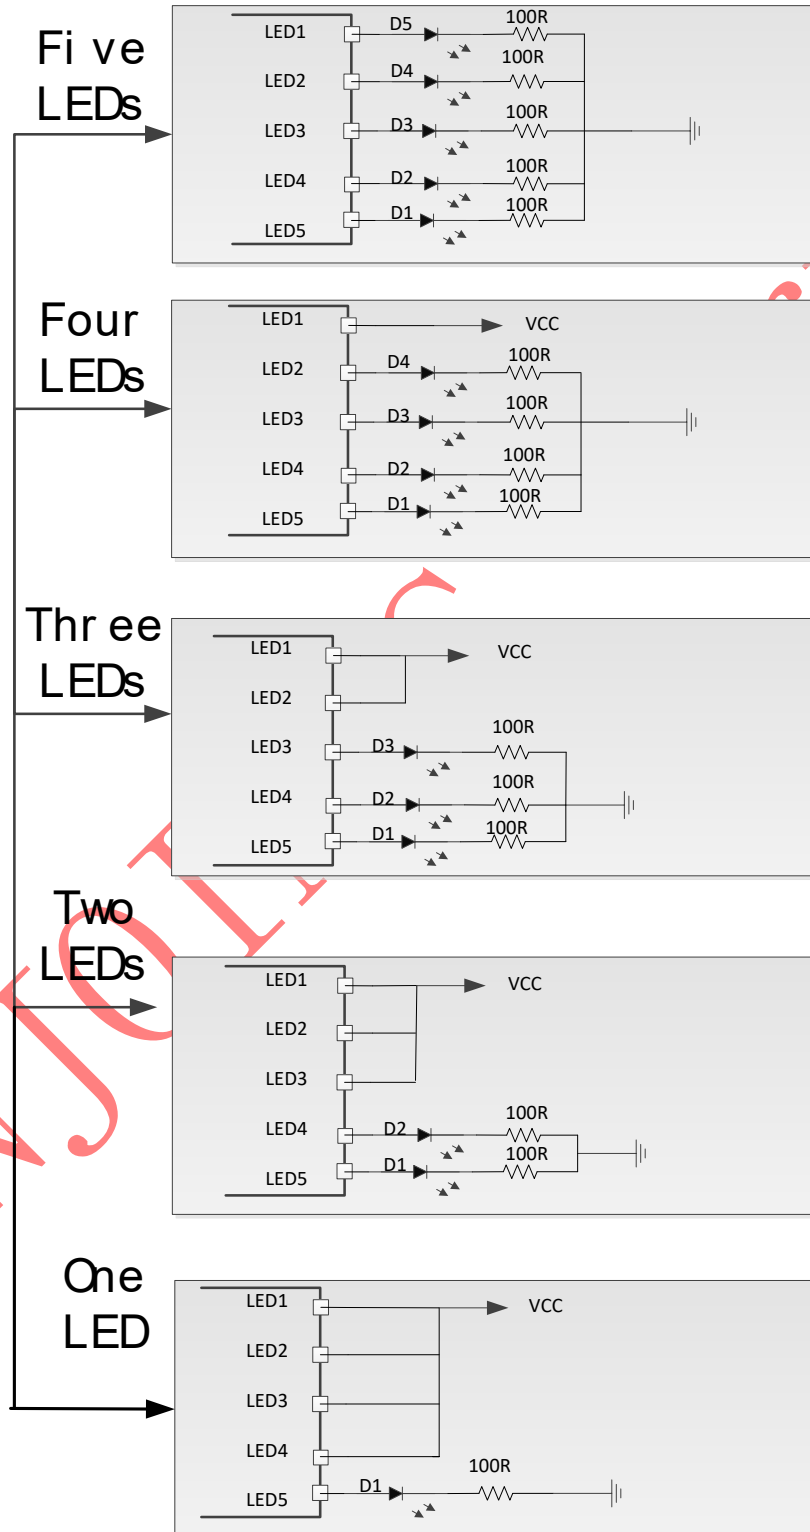 Five
LEDs
LED1
D5
100R
LED2
D4
100R
LED3
D3
100R
LED4
D2
100R
LED5
D1
100R
Four
LEDs
LED1
VCC
LED2
D4
100R
LED3
D3
100R
LED4
D2
100R
LED5
D1
100R
Three
LEDs
LED1
VCC
LED2
LED3
D3
100R
LED4
D2
100R
LED5
D1
100R
Two
LEDs
LED1
VCC
LED2
LED3
LED4
D2
100R
LED5
D1
100R
One
LED
LED1
VCC
LED2
LED3
LED4
LED5
D1
100R